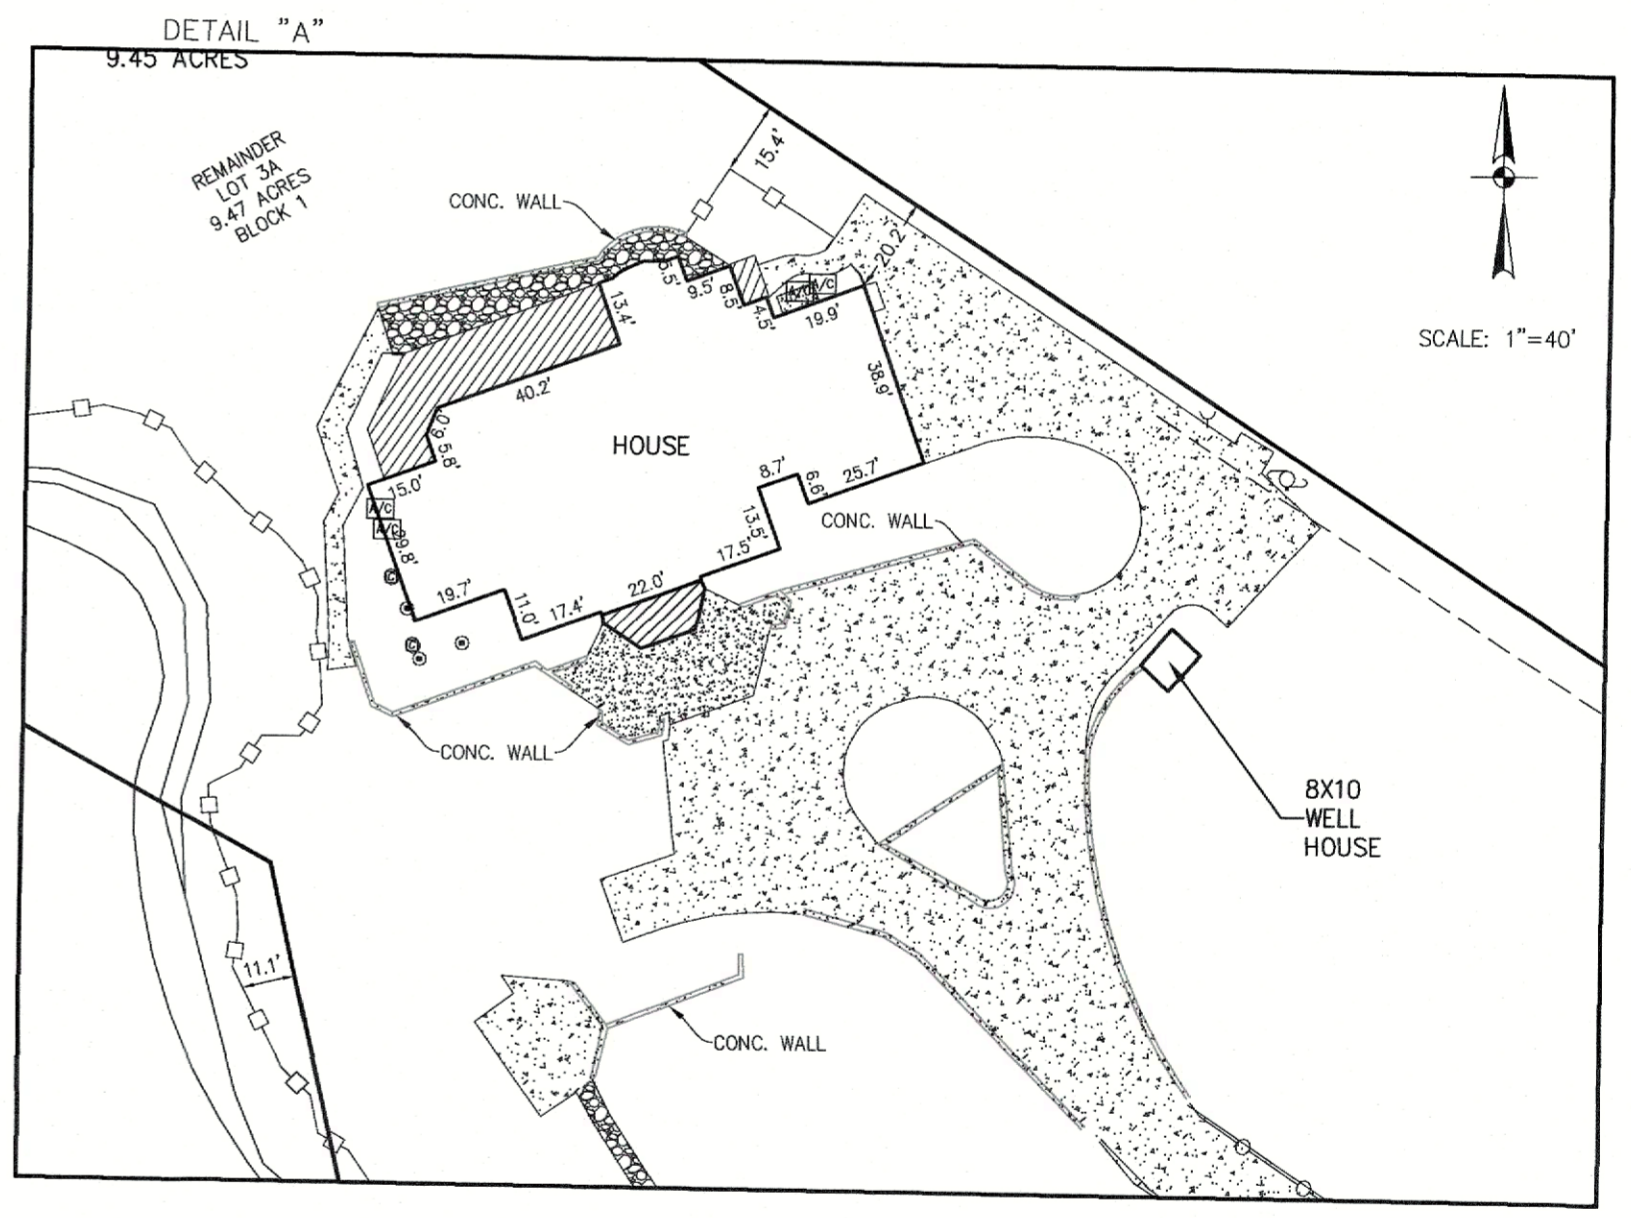 DETAIL "A"
9.45 ACRES
REMAINDER
LOT 3A
9.47 ACRES
BLOCK 1
CONC. WALL
15.4'
20.2'
SCALE: 1"=40'
13.4'
5.5'
9.5'
8.5'
4.5'
A/C
A/C
19.9'
38.9'
40.2'
6.0'
5.8'
15.0'
HOUSE
8.7'
6.6'
25.7'
A/C
A/C
39.8'
13.5'
17.5'
CONC. WALL
19.7'
11.0'
17.4'
22.0'
CONC. WALL
8X10
WELL
HOUSE
11.1'
CONC. WALL